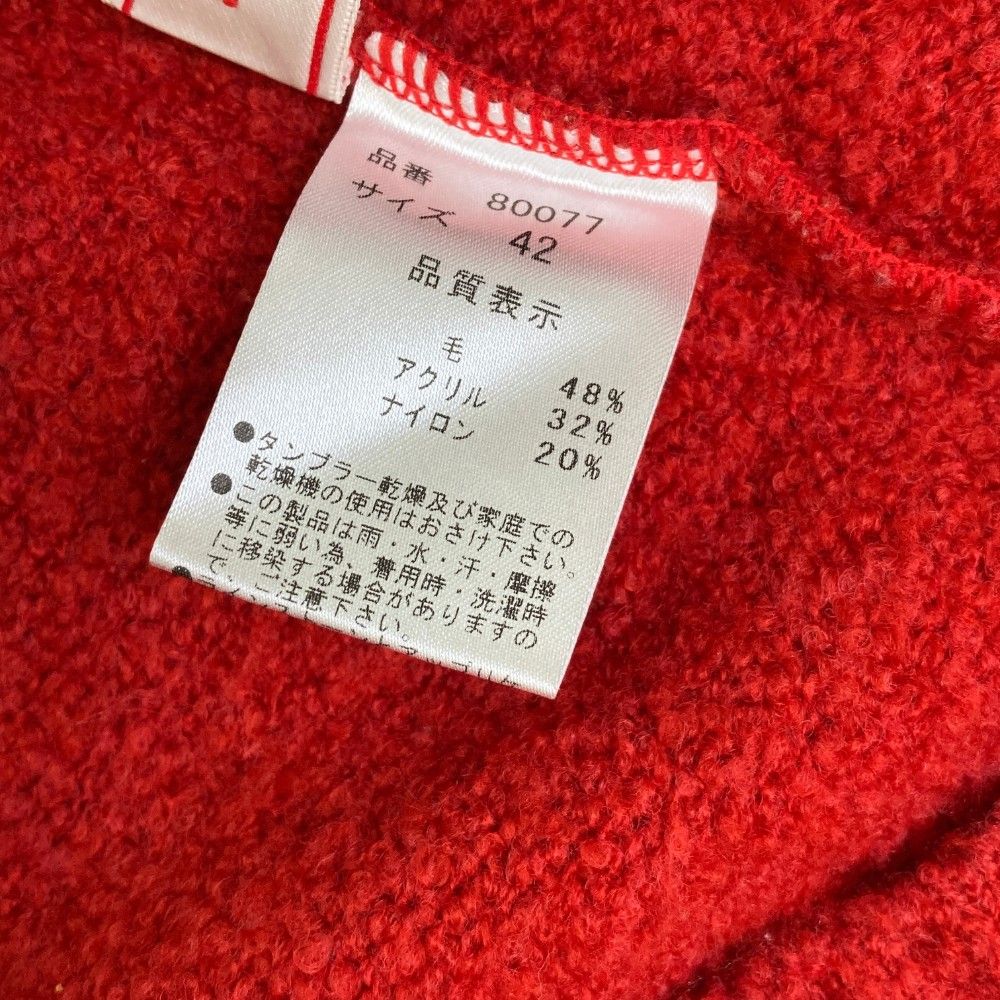 品番 80077
サイズ 42
品質表示
毛 48%
アクリル 32%
ナイロン 20%
●タンブラー乾燥及び家庭での
乾燥機の使用はおさけ下さい。
●この製品は雨・水・汗・摩擦
等に弱い為、着用時・洗濯時
に移染する場合がありますの
でご注意下さい。